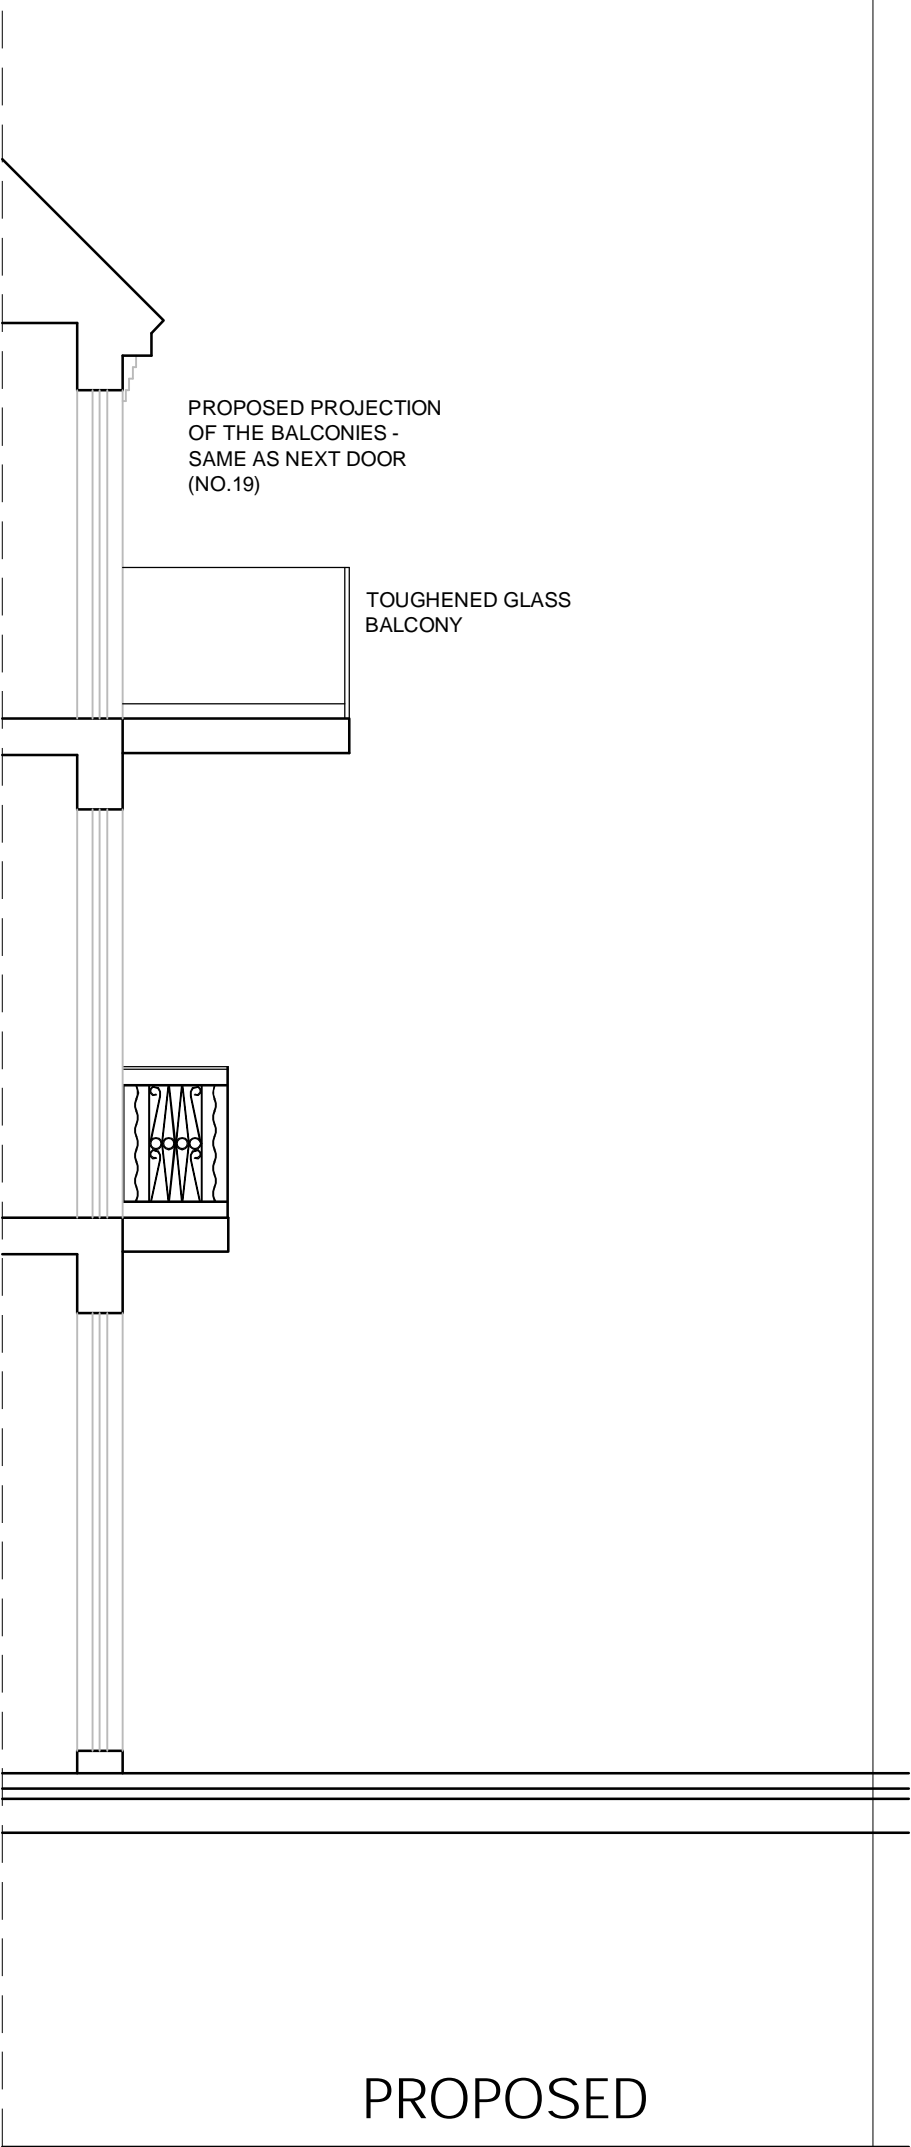 PROPOSED PROJECTION
OF THE BALCONIES -
SAME AS NEXT DOOR
(NO.19)
TOUGHENED GLASS
BALCONY
PROPOSED